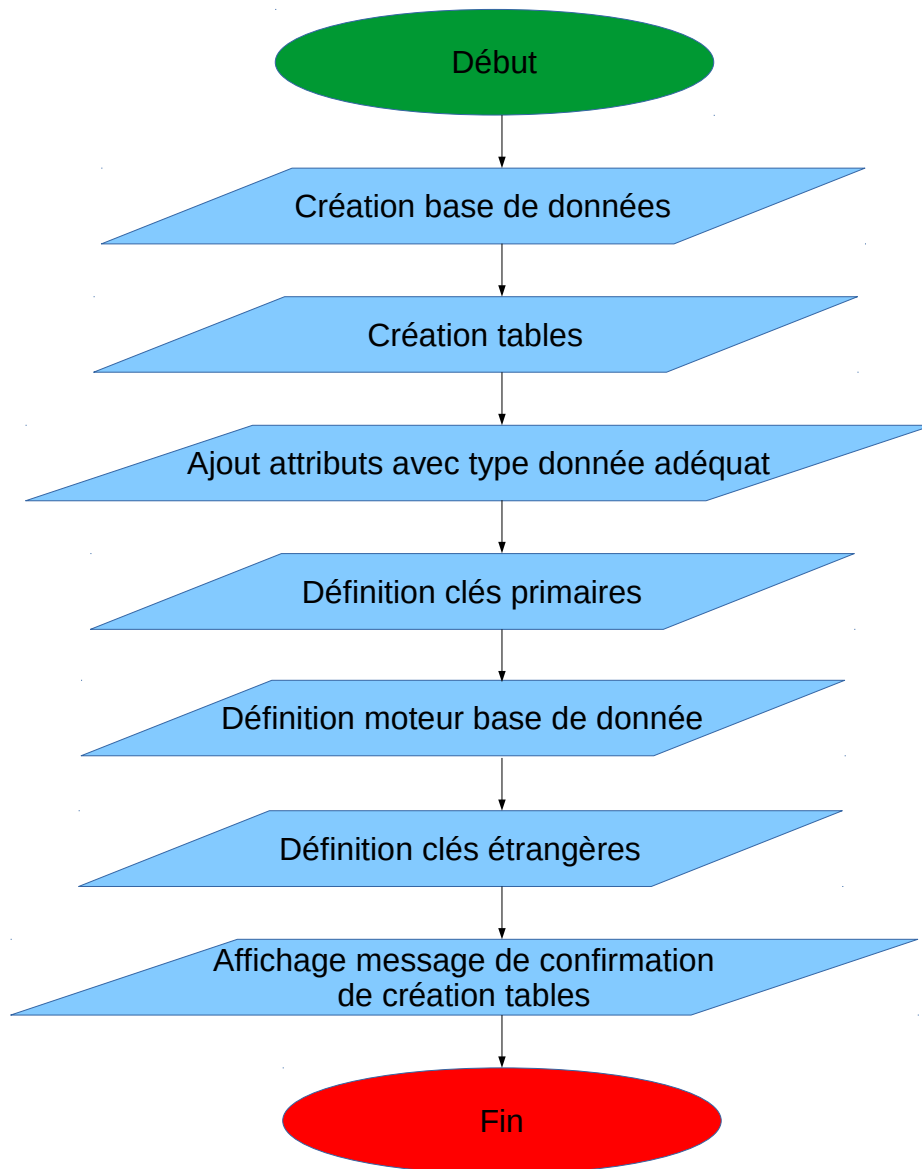 Début
Création base de données
Création tables
Ajout attributs avec type donnée adéquat
Définition clés primaires
Définition moteur base de donnée
Définition clés étrangères
Affichage message de confirmation
de création tables
Fin